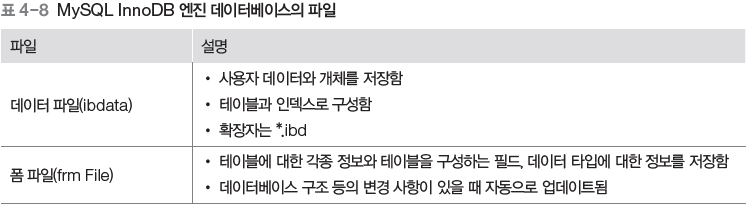 표 4-8 MySQL InnoDB 엔진 데이터베이스의 파일
파일 설명
• 사용자 데이터와 개체를 저장함
데이터 파일(ibdata) • 테이블과 인덱스로 구성함
• 확장자는 *.ibd
• 테이블에 대한 각종 정보와 테이블을 구성하는 필드, 데이터 타입에 대한 정보를 저장함
폼 파일(frm File)
• 데이터베이스 구조 등의 변경 사항이 있을 때 자동으로 업데이트됨